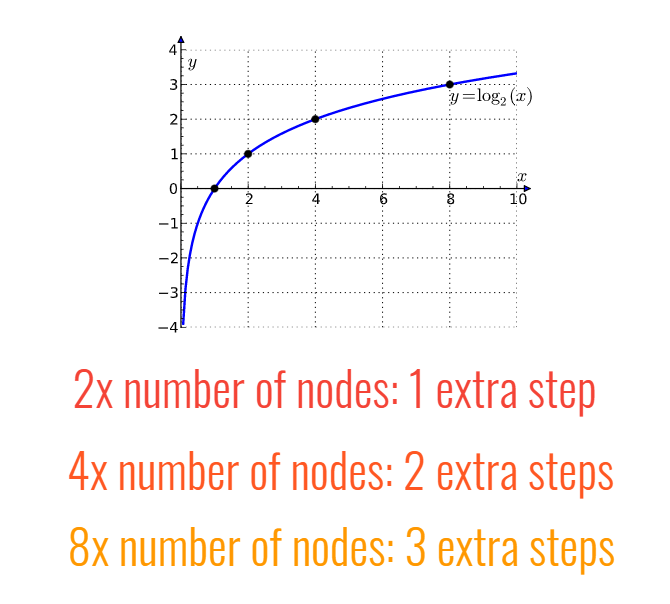 4
y
3
y=log₂(x)
2
1
x
0
2 4 6 8 10
−1
−2
−3
−4
2x number of nodes: 1 extra step
4x number of nodes: 2 extra steps
8x number of nodes: 3 extra steps